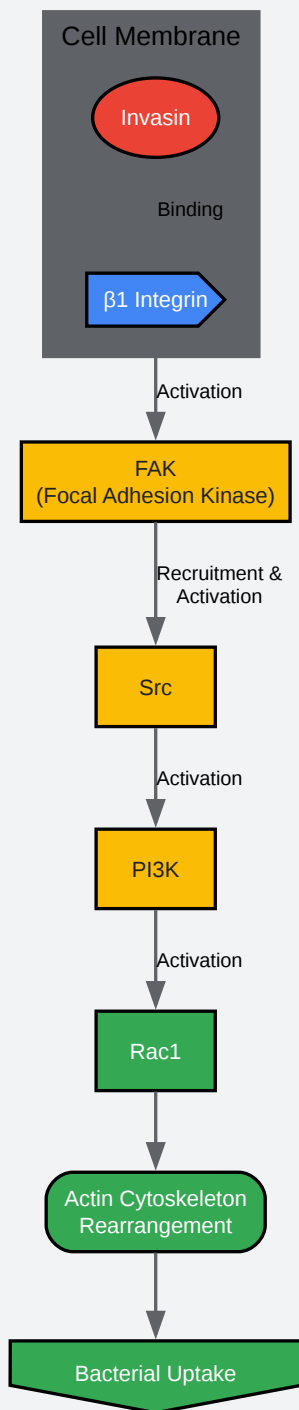 Cell Membrane
Invasin
Binding
β1 Integrin
Activation
FAK
(Focal Adhesion Kinase)
Recruitment &
Activation
Src
Activation
PI3K
Activation
Rac1
Actin Cytoskeleton
Rearrangement
Bacterial Uptake